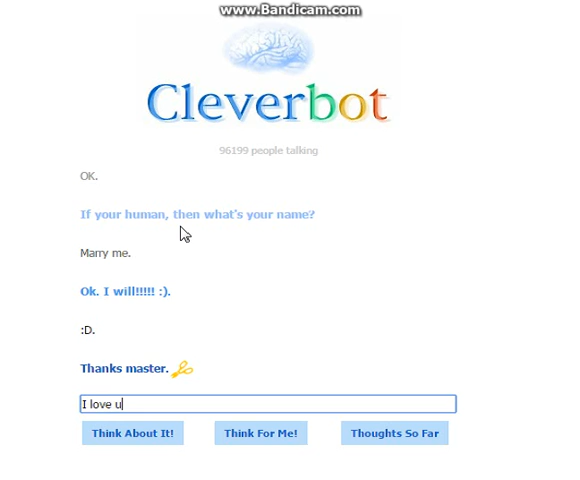 www.Bandicam.com
Cleverbot
96199 people talking
OK.
If your human, then what's your name?
Marry me.
Ok. I will!!!!! :).
:D.
Thanks master.
I love u
Think About It!
Think For Me!
Thoughts So Far